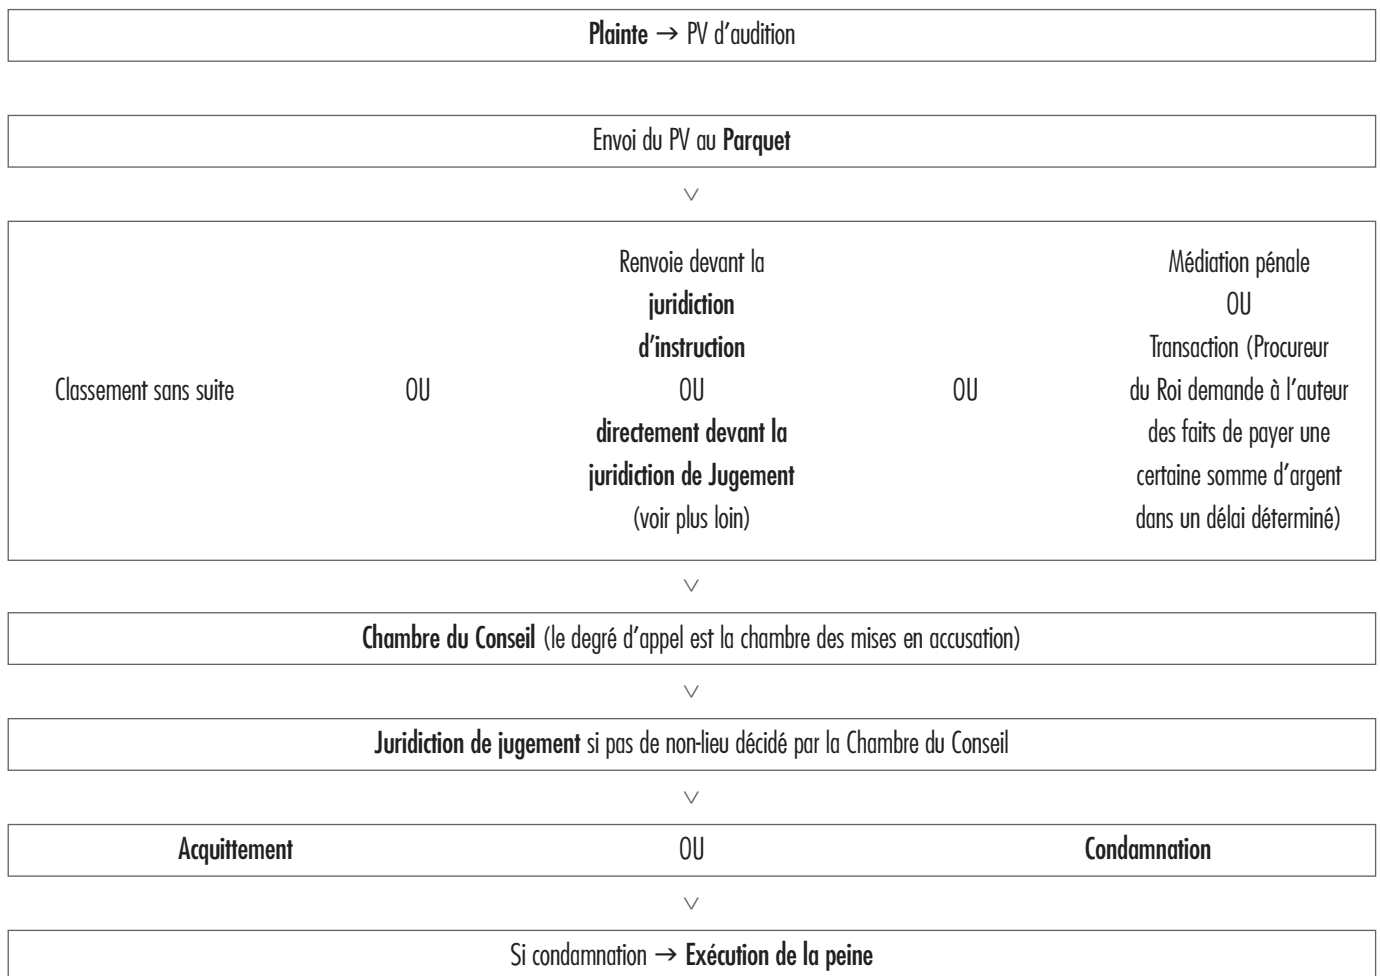 Plainte → PV d'audition
Envoi du PV au Parquet
∨
Classement sans suite
OU
Renvoie devant la
juridiction
d'instruction
OU
directement devant la
juridiction de Jugement
(voir plus loin)
OU
Médiation pénale
OU
Transaction (Procureur
du Roi demande à l'auteur
des faits de payer une
certaine somme d'argent
dans un délai déterminé)
∨
Chambre du Conseil (le degré d'appel est la chambre des mises en accusation)
∨
Juridiction de jugement si pas de non-lieu décidé par la Chambre du Conseil
∨
Acquittement OU Condamnation
∨
Si condamnation → Exécution de la peine